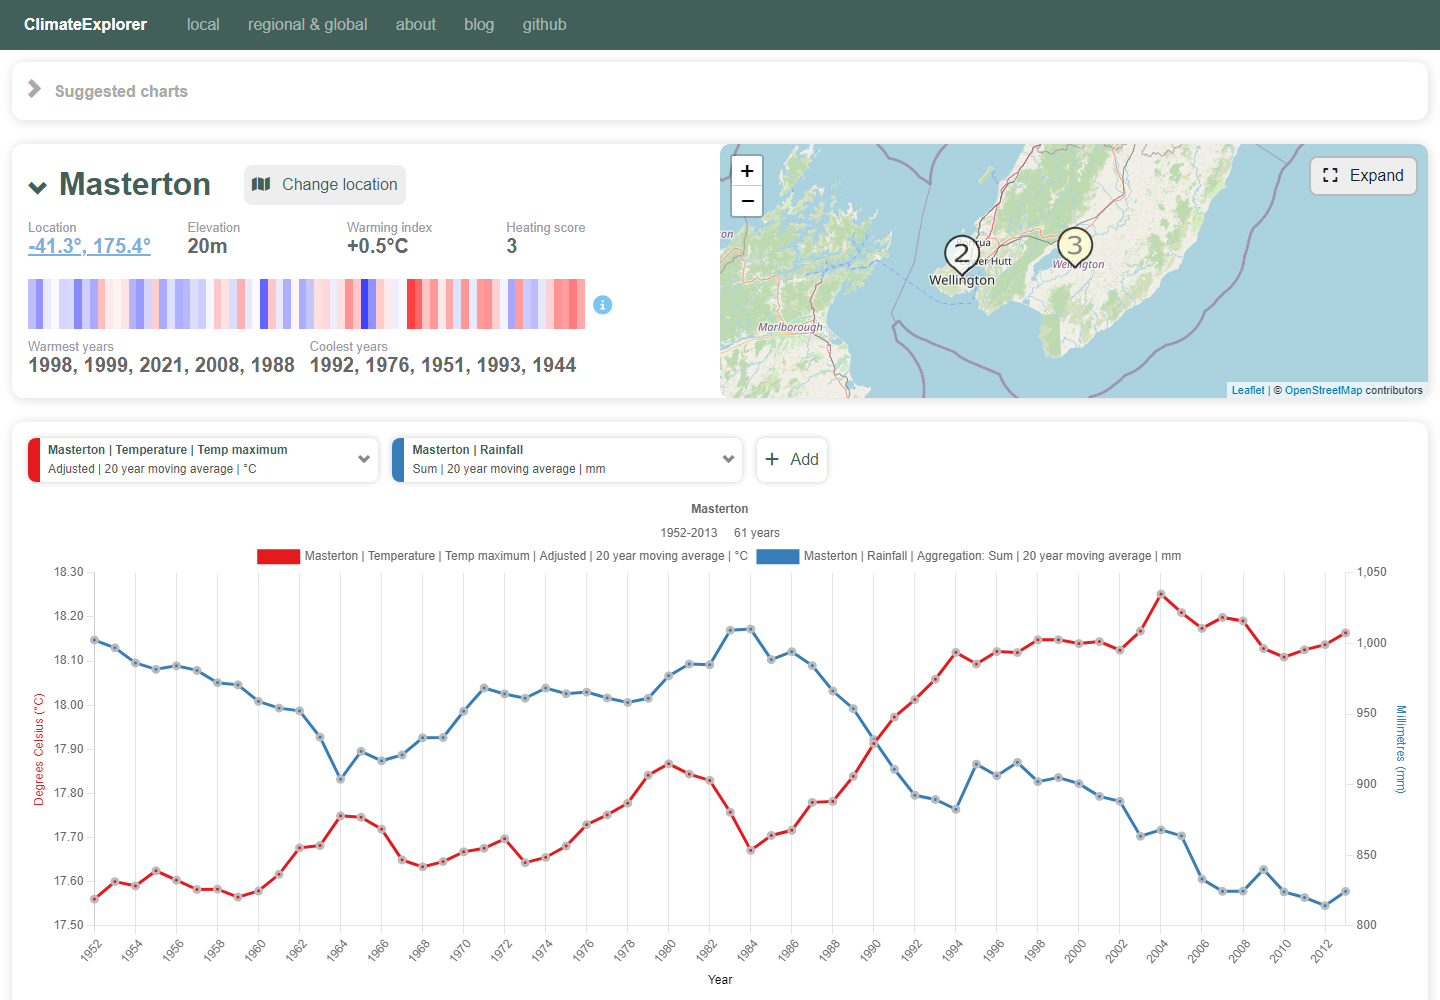 ClimateExplorer local regional & global about blog github
Suggested charts
Masterton Change location
Location Elevation Warming index Heating score
-41.3°, 175.4° 20m +0.5°C 3
Warmest years Coolest years
1998, 1999, 2021, 2008, 1988 1992, 1976, 1951, 1993, 1944
+
−
Expand
2
3
Wellington
Marlborough
Leaflet | © OpenStreetMap contributors
Masterton | Temperature | Temp maximum
Adjusted | 20 year moving average | °C
Masterton | Rainfall
Sum | 20 year moving average | mm
+ Add
Masterton
1952-2013 61 years
Masterton | Temperature | Temp maximum | Adjusted | 20 year moving average | °C Masterton | Rainfall | Aggregation: Sum | 20 year moving average | mm
18.30
18.20
18.10
18.00
17.90
17.80
17.70
17.60
17.50
Degrees Celsius (°C)
1,050
1,000
950
900
850
800
Millimetres (mm)
1952 1954 1956 1958 1960 1962 1964 1966 1968 1970 1972 1974 1976 1978 1980 1982 1984 1986 1988 1990 1992 1994 1996 1998 2000 2002 2004 2006 2008 2010 2012
Year